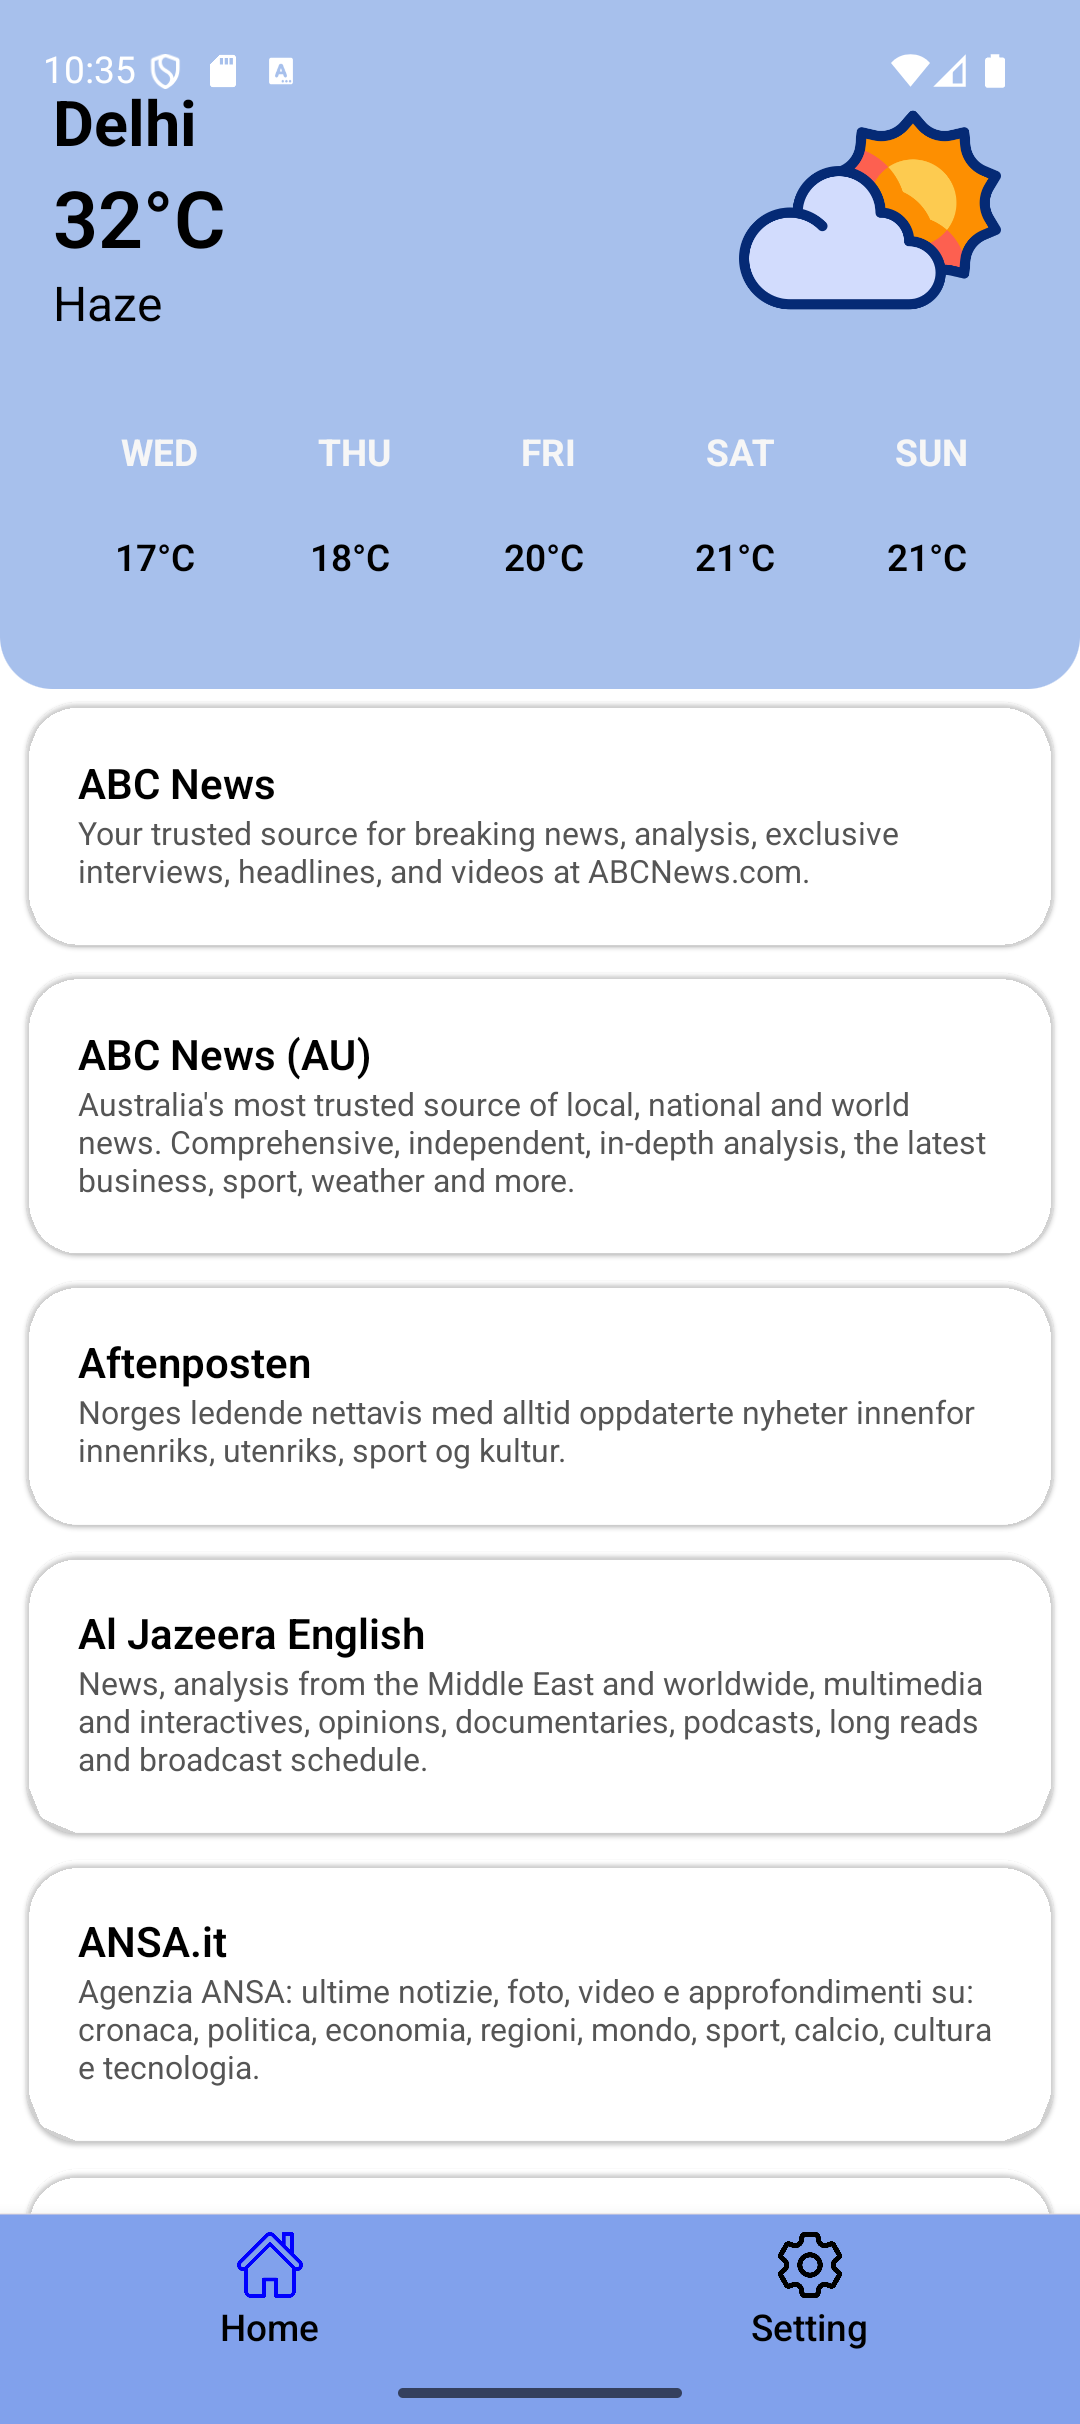 10:35
Delhi
32°C
Haze
WED THU FRI SAT SUN
17°C 18°C 20°C 21°C 21°C
ABC News
Your trusted source for breaking news, analysis, exclusive
interviews, headlines, and videos at ABCNews.com.
ABC News (AU)
Australia's most trusted source of local, national and world
news. Comprehensive, independent, in-depth analysis, the latest
business, sport, weather and more.
Aftenposten
Norges ledende nettavis med alltid oppdaterte nyheter innenfor
innenriks, utenriks, sport og kultur.
Al Jazeera English
News, analysis from the Middle East and worldwide, multimedia
and interactives, opinions, documentaries, podcasts, long reads
and broadcast schedule.
ANSA.it
Agenzia ANSA: ultime notizie, foto, video e approfondimenti su:
cronaca, politica, economia, regioni, mondo, sport, calcio, cultura
e tecnologia.
Home Setting